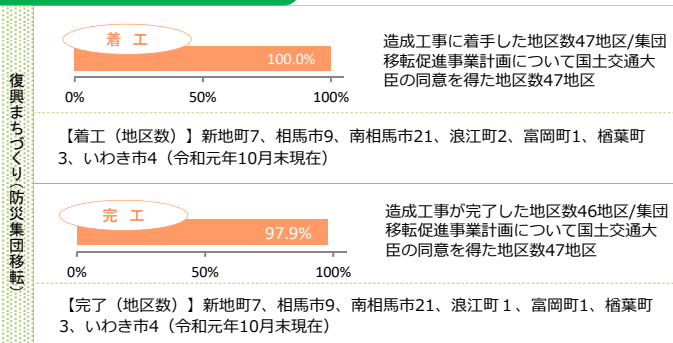 復興まちづくり(防災集団移転)
着 工
100.0%
0%
50%
100%
造成工事に着手した地区数47地区/集団
移転促進事業計画について国土交通大
臣の同意を得た地区数47地区
【着工（地区数）】新地町7、相馬市9、南相馬市21、浪江町2、富岡町1、楢葉町
3、いわき市4（令和元年10月末現在）
完 工
97.9%
0%
50%
100%
造成工事が完了した地区数46地区/集団
移転促進事業計画について国土交通大
臣の同意を得た地区数47地区
【完了（地区数）】新地町7、相馬市9、南相馬市21、浪江町１、富岡町1、楢葉町
3、いわき市4（令和元年10月末現在）